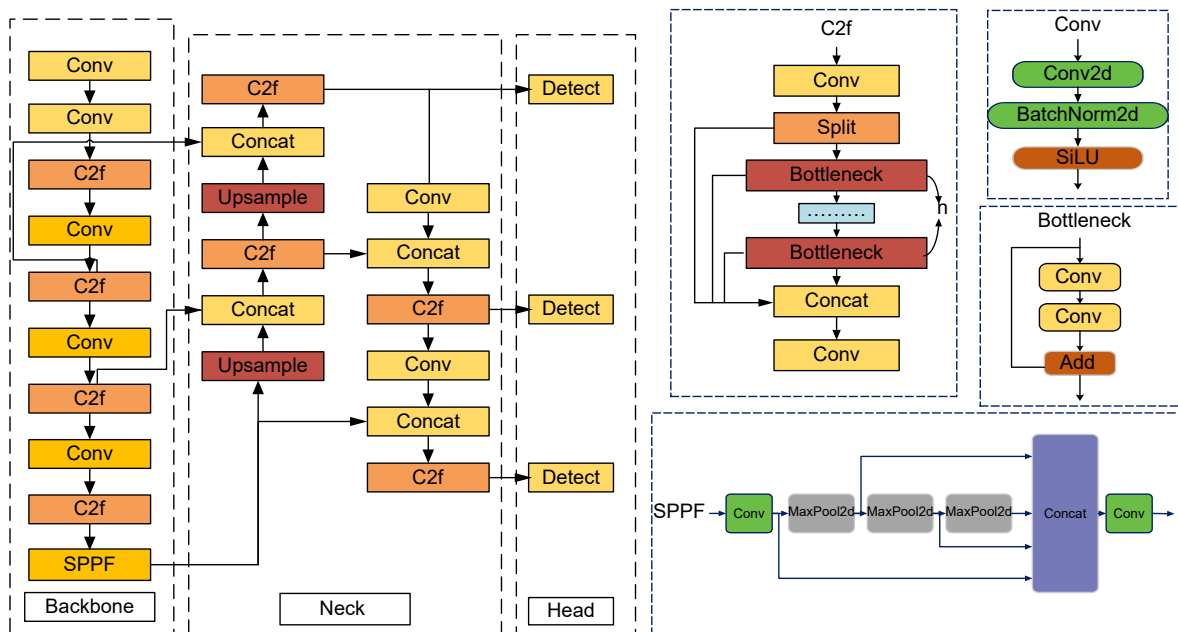 Conv
Conv
C2f
Conv
C2f
Conv
C2f
Conv
C2f
SPPF
Backbone
C2f
Concat
Upsample
C2f
Concat
Upsample
Conv
Concat
C2f
Conv
Concat
C2f
Neck
Detect
Detect
Detect
Head
C2f
Conv
Split
Bottleneck
.........
Bottleneck
n
Concat
Conv
Conv
Conv2d
BatchNorm2d
SiLU
Bottleneck
Conv
Conv
Add
SPPF
Conv
MaxPool2d
MaxPool2d
MaxPool2d
Concat
Conv